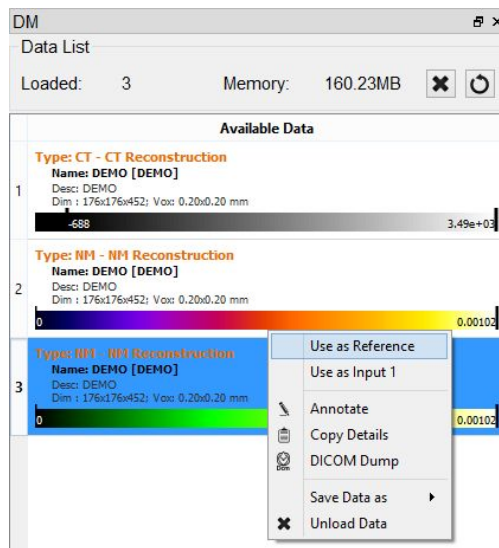 DM
Data List
Loaded: 3 Memory: 160.23MB
Available Data
Type: CT - CT Reconstruction
Name: DEMO [DEMO]
Desc: DEMO
1
Dim : 176x176x452; Vox: 0.20x0.20 mm
-688 3.49e+03
Type: NM - NM Reconstruction
Name: DEMO [DEMO]
Desc: DEMO
2
Dim : 176x176x452; Vox: 0.20x0.20 mm
0 0.00102
Type: NM - NM Reconstruction
Name: DEMO [DEMO]
Desc: DEMO
3
Dim : 176x176x452; Vox: 0.20x0.20 mm
0 0.00102
Use as Reference
Use as Input 1
Annotate
Copy Details
DICOM Dump
Save Data as
Unload Data